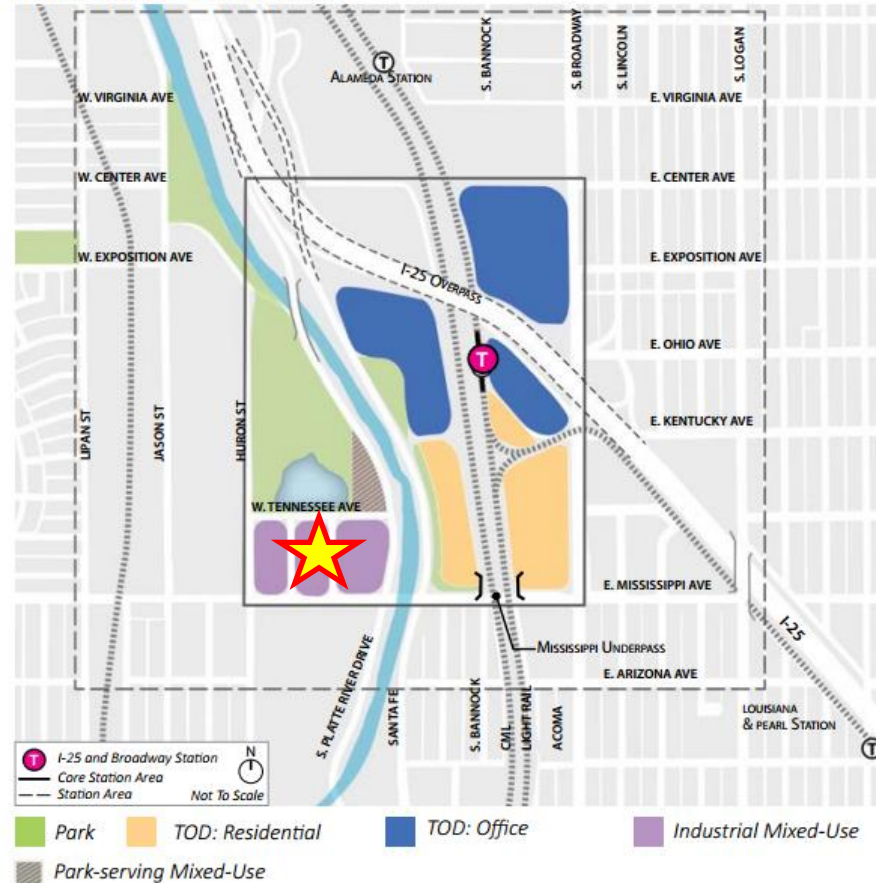 T
ALAMEDA STATION
S. BANNOCK
S. BROADWAY
S. LINCOLN
S. LOGAN
W. VIRGINIA AVE
E. VIRGINIA AVE
W. CENTER AVE
E. CENTER AVE
W. EXPOSITION AVE
E. EXPOSITION AVE
I-25 OVERPASS
E. OHIO AVE
T
E. KENTUCKY AVE
LIPAN ST
JASON ST
HURON ST
W. TENNESSEE AVE
E. MISSISSIPPI AVE
I-25
MISSISSIPPI UNDERPASS
E. ARIZONA AVE
S. PLATTE RIVER DRIVE
SANTA FE
S. BANNOCK
CML
LIGHT RAIL
ACOMA
LOUISIANA
& PEARL STATION
T
T I-25 and Broadway Station
N
Core Station Area
Station Area
Not To Scale
Park
TOD: Residential
TOD: Office
Industrial Mixed-Use
Park-serving Mixed-Use